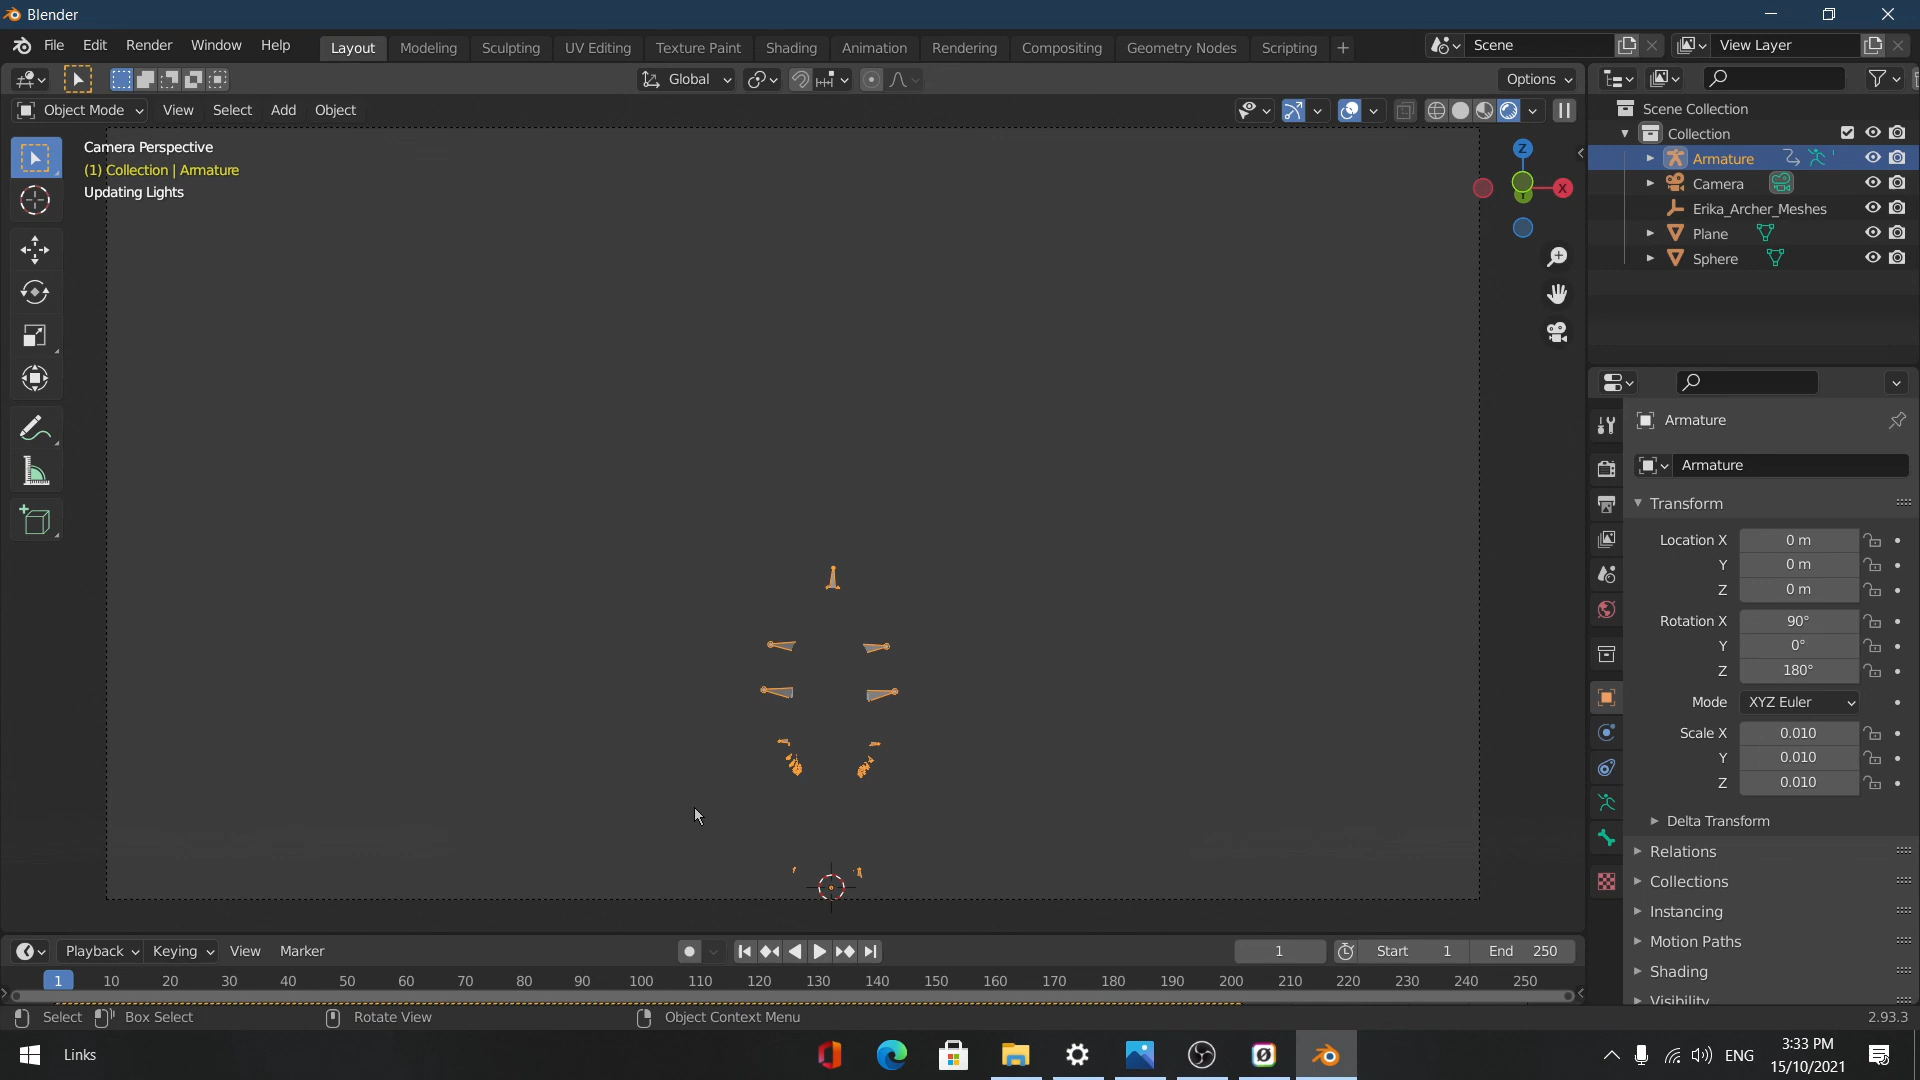 Blender
File Edit Render Window Help
Layout Modeling Sculpting UV Editing Texture Paint Shading Animation Rendering Compositing Geometry Nodes Scripting +
Scene
View Layer
Global
Options
Object Mode View Select Add Object
Camera Perspective
(1) Collection | Armature
Updating Lights
Z
X
Y
Scene Collection
Collection
Armature
Camera
Erika_Archer_Meshes
Plane
Sphere
Armature
Armature
Transform
Location X 0 m
Y 0 m
Z 0 m
Rotation X 90°
Y 0°
Z 180°
Mode XYZ Euler
Scale X 0.010
Y 0.010
Z 0.010
Delta Transform
Relations
Collections
Instancing
Motion Paths
Shading
Visibility
Playback Keying View Marker
1 Start 1 End 250
1 10 20 30 40 50 60 70 80 90 100 110 120 130 140 150 160 170 180 190 200 210 220 230 240 250
Select Box Select Rotate View Object Context Menu
2.93.3
Links
ENG
3:33 PM
15/10/2021